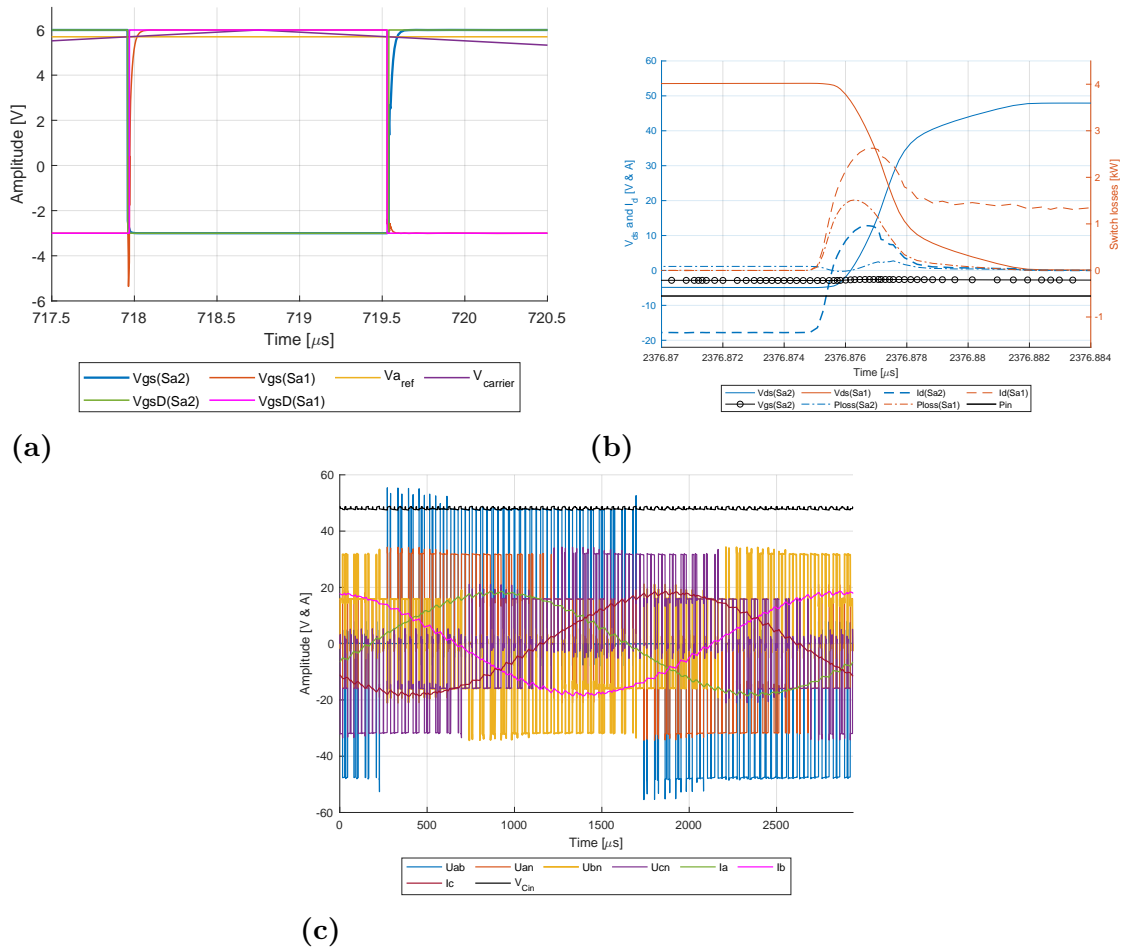 6
4
2
0
-2
-4
-6
Amplitude [V]
717.5 718 718.5 719 719.5 720 720.5
Time [μs]
Vgs(Sa2) Vgs(Sa1) Va_ref V_carrier
VgsD(Sa2) VgsD(Sa1)
(a)
60
50
40
30
20
10
0
-10
-20
V_ds and I_d [V & A]
4
3
2
1
0
-1
Switch losses [kW]
2376.87 2376.872 2376.874 2376.876 2376.878 2376.88 2376.882 2376.884
Time [μs]
Vds(Sa2) Vds(Sa1) Id(Sa2) Id(Sa1)
Vgs(Sa2) Ploss(Sa2) Ploss(Sa1) Pin
(b)
60
40
20
0
-20
-40
-60
Amplitude [V & A]
0 500 1000 1500 2000 2500
Time [μs]
Uab Uan Ubn Ucn Ia Ib
Ic V_Cin
(c)